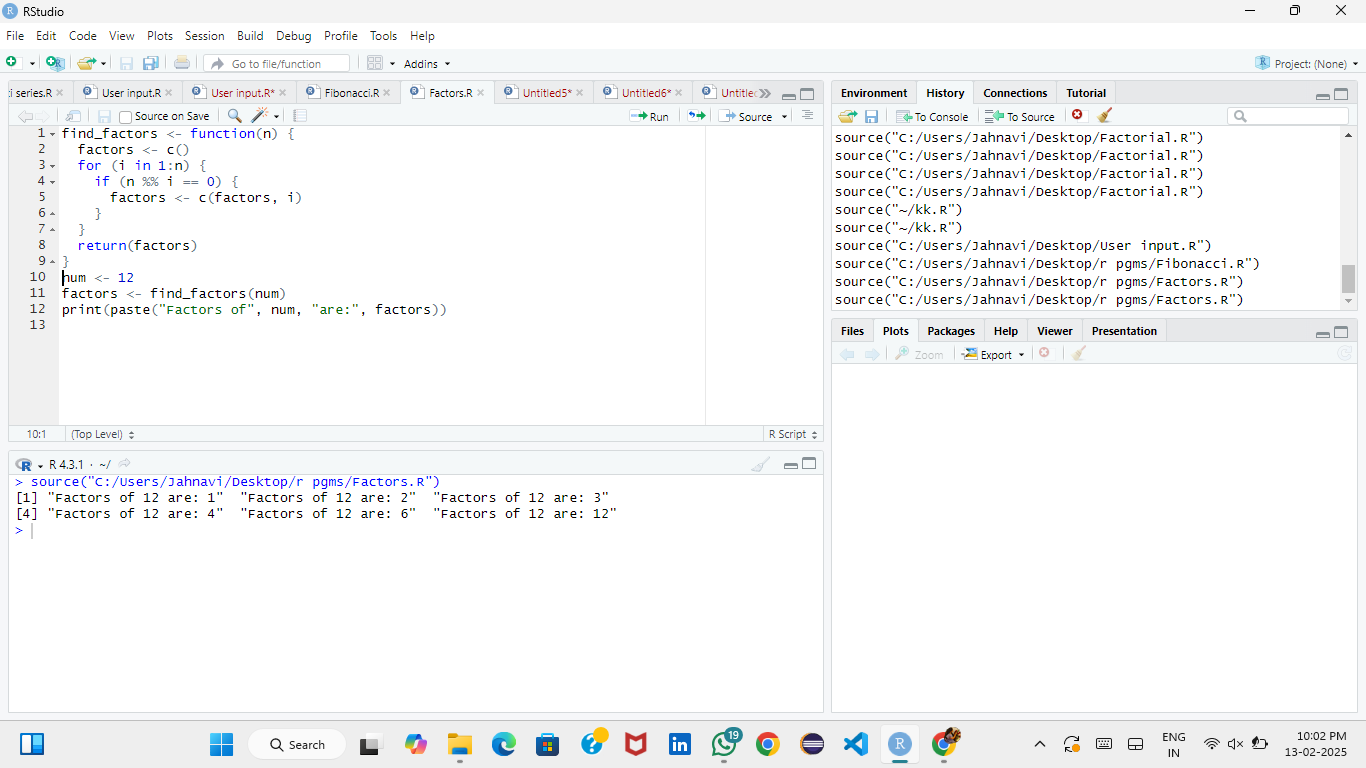 RStudio
File Edit Code View Plots Session Build Debug Profile Tools Help
Go to file/function Addins Project: (None)
i series.R User input.R User input.R* Fibonacci.R Factors.R Untitled5* Untitled6*
Source on Save Run Source
1 find_factors <- function(n) {
2 factors <- c()
3 for (i in 1:n) {
4 if (n %% i == 0) {
5 factors <- c(factors, i)
6 }
7 }
8 return(factors)
9 }
10 num <- 12
11 factors <- find_factors(num)
12 print(paste("Factors of", num, "are:", factors))
13
10:1 (Top Level) R Script
R 4.3.1 · ~/
> source("C:/Users/Jahnavi/Desktop/r pgms/Factors.R")
[1] "Factors of 12 are: 1" "Factors of 12 are: 2" "Factors of 12 are: 3"
[4] "Factors of 12 are: 4" "Factors of 12 are: 6" "Factors of 12 are: 12"
>
Environment History Connections Tutorial
To Console To Source
source("C:/Users/Jahnavi/Desktop/Factorial.R")
source("C:/Users/Jahnavi/Desktop/Factorial.R")
source("C:/Users/Jahnavi/Desktop/Factorial.R")
source("C:/Users/Jahnavi/Desktop/Factorial.R")
source("~/kk.R")
source("~/kk.R")
source("C:/Users/Jahnavi/Desktop/User input.R")
source("C:/Users/Jahnavi/Desktop/r pgms/Fibonacci.R")
source("C:/Users/Jahnavi/Desktop/r pgms/Factors.R")
source("C:/Users/Jahnavi/Desktop/r pgms/Factors.R")
Files Plots Packages Help Viewer Presentation
Zoom Export
Search 19 ENG 10:02 PM
IN 13-02-2025